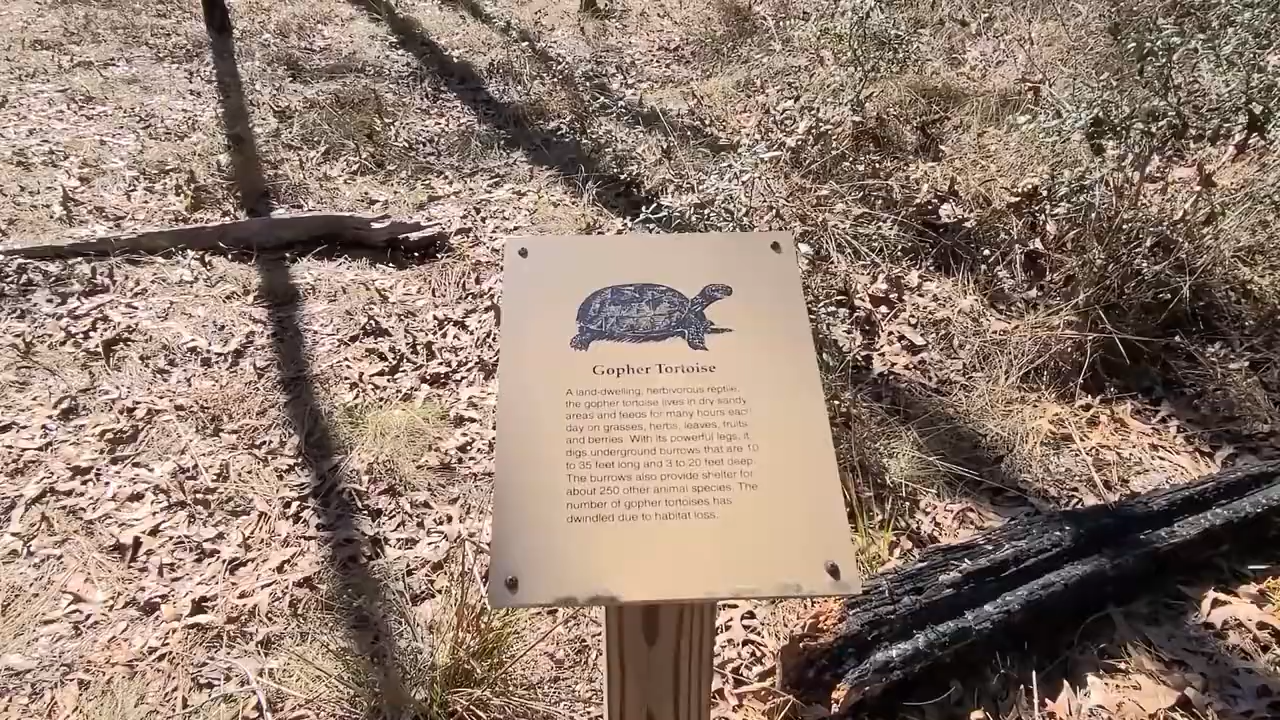 Gopher Tortoise
A land-dwelling, herbivorous reptile,
the gopher tortoise lives in dry sandy
areas and feeds for many hours each
day on grasses, herbs, leaves, fruits
and berries. With its powerful legs, it
digs underground burrows that are 10
to 35 feet long and 3 to 20 feet deep.
The burrows also provide shelter for
about 250 other animal species. The
number of gopher tortoises has
dwindled due to habitat loss.